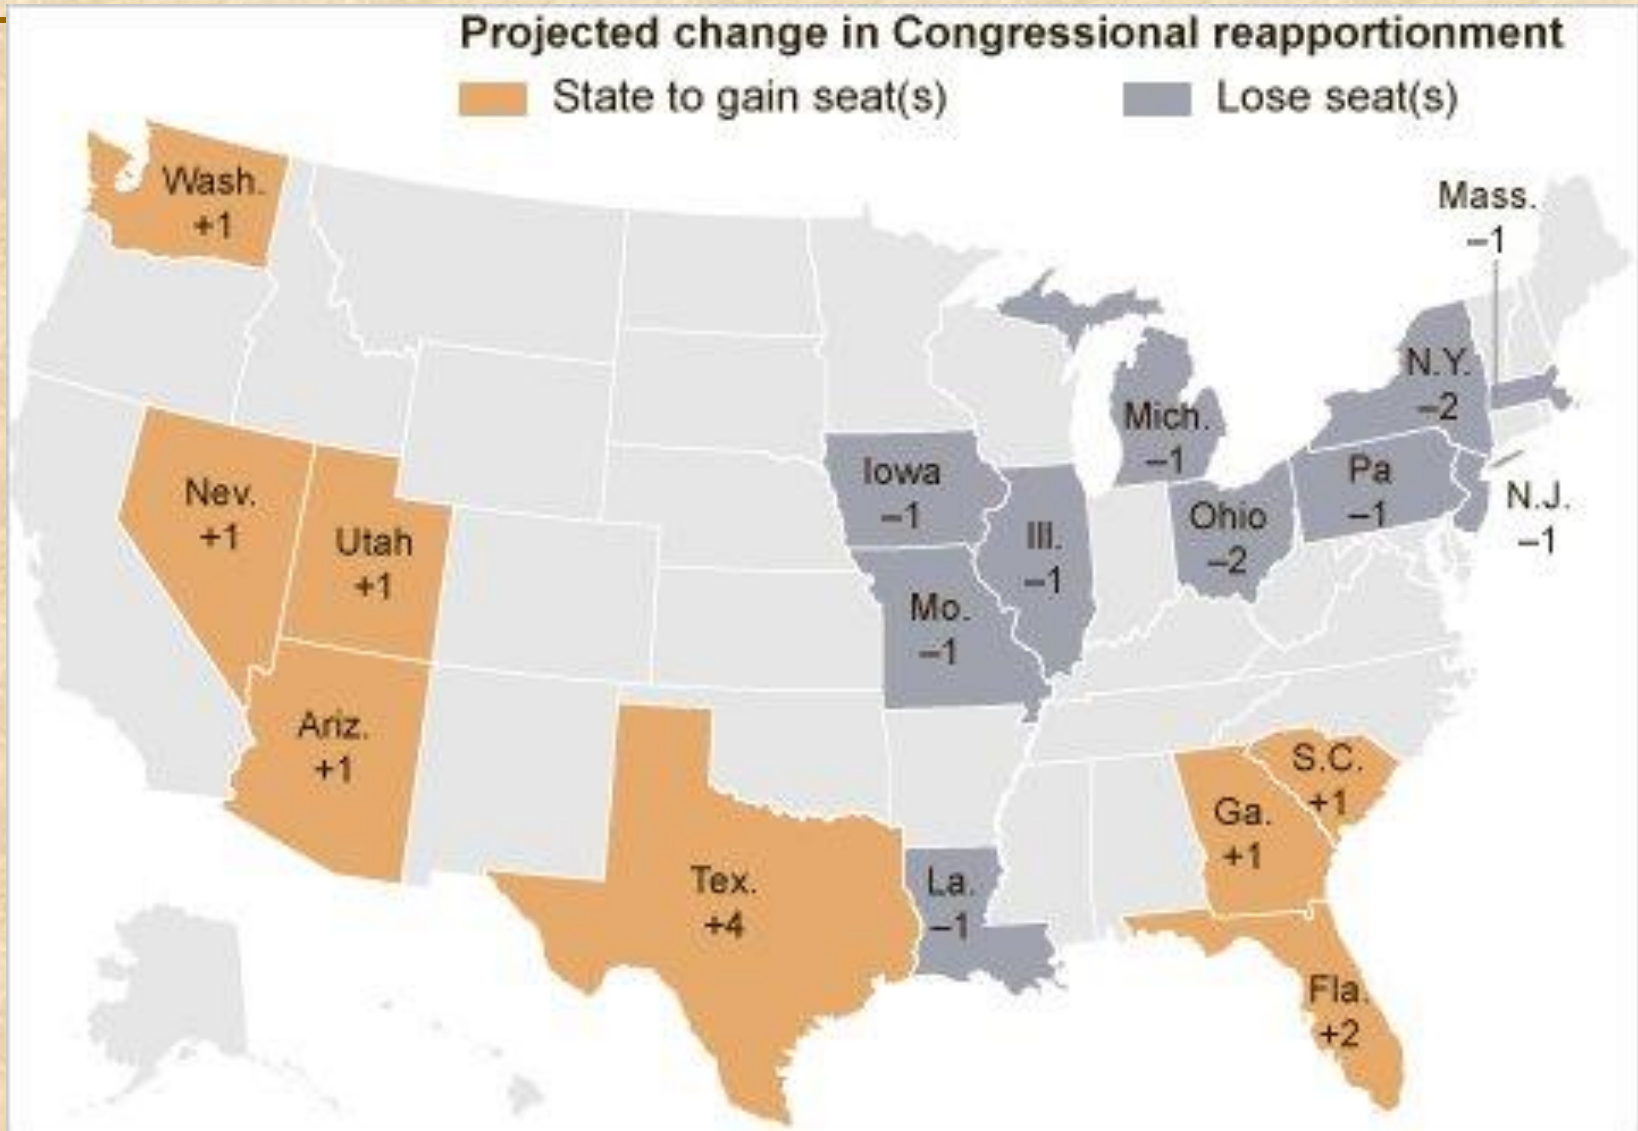 Projected change in Congressional reapportionment
State to gain seat(s)
Lose seat(s)
Wash.
+1
Mass.
–1
N.Y.
–2
Mich.
–1
Nev.
+1
Utah
+1
Iowa
–1
Ill.
–1
Ohio
–2
Pa
–1
N.J.
–1
Mo.
–1
Ariz.
+1
S.C.
+1
Ga.
+1
Tex.
+4
La.
–1
Fla.
+2